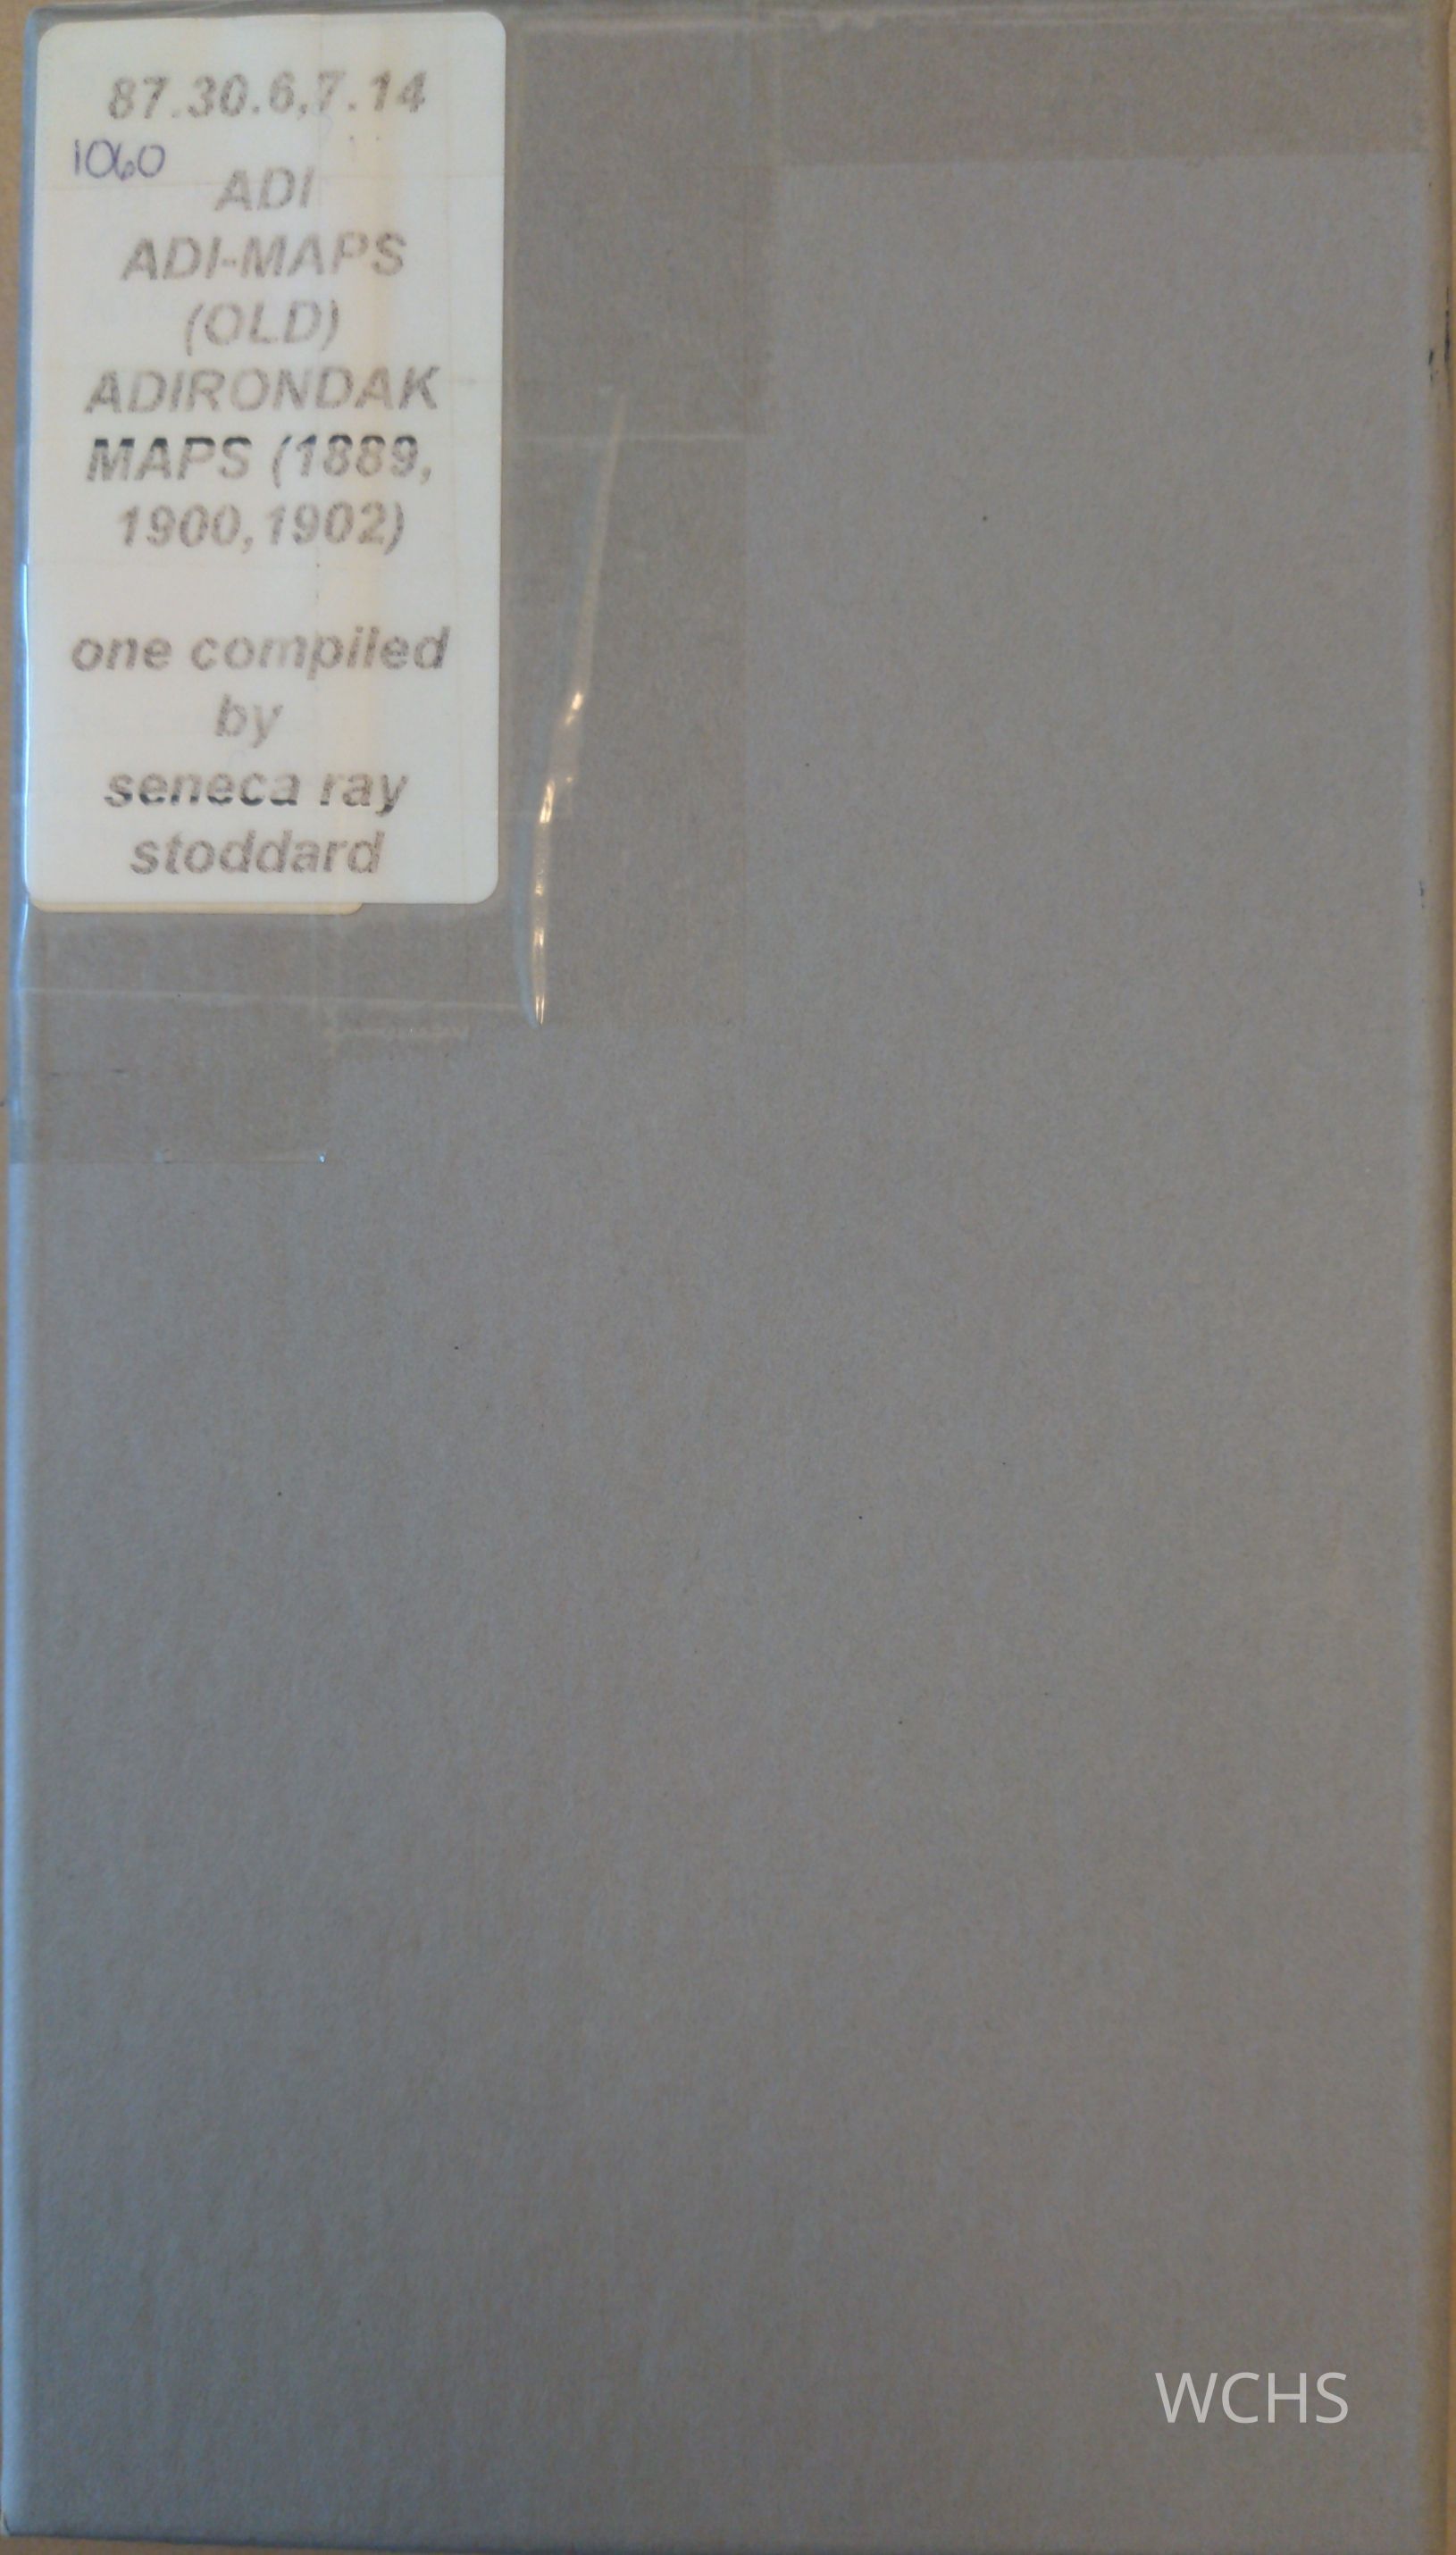 87.30.6,7.14
1060
ADI
ADI-MAPS
(OLD)
ADIRONDAK
MAPS (1889,
1900,1902)
one compiled
by
seneca ray
stoddard
WCHS